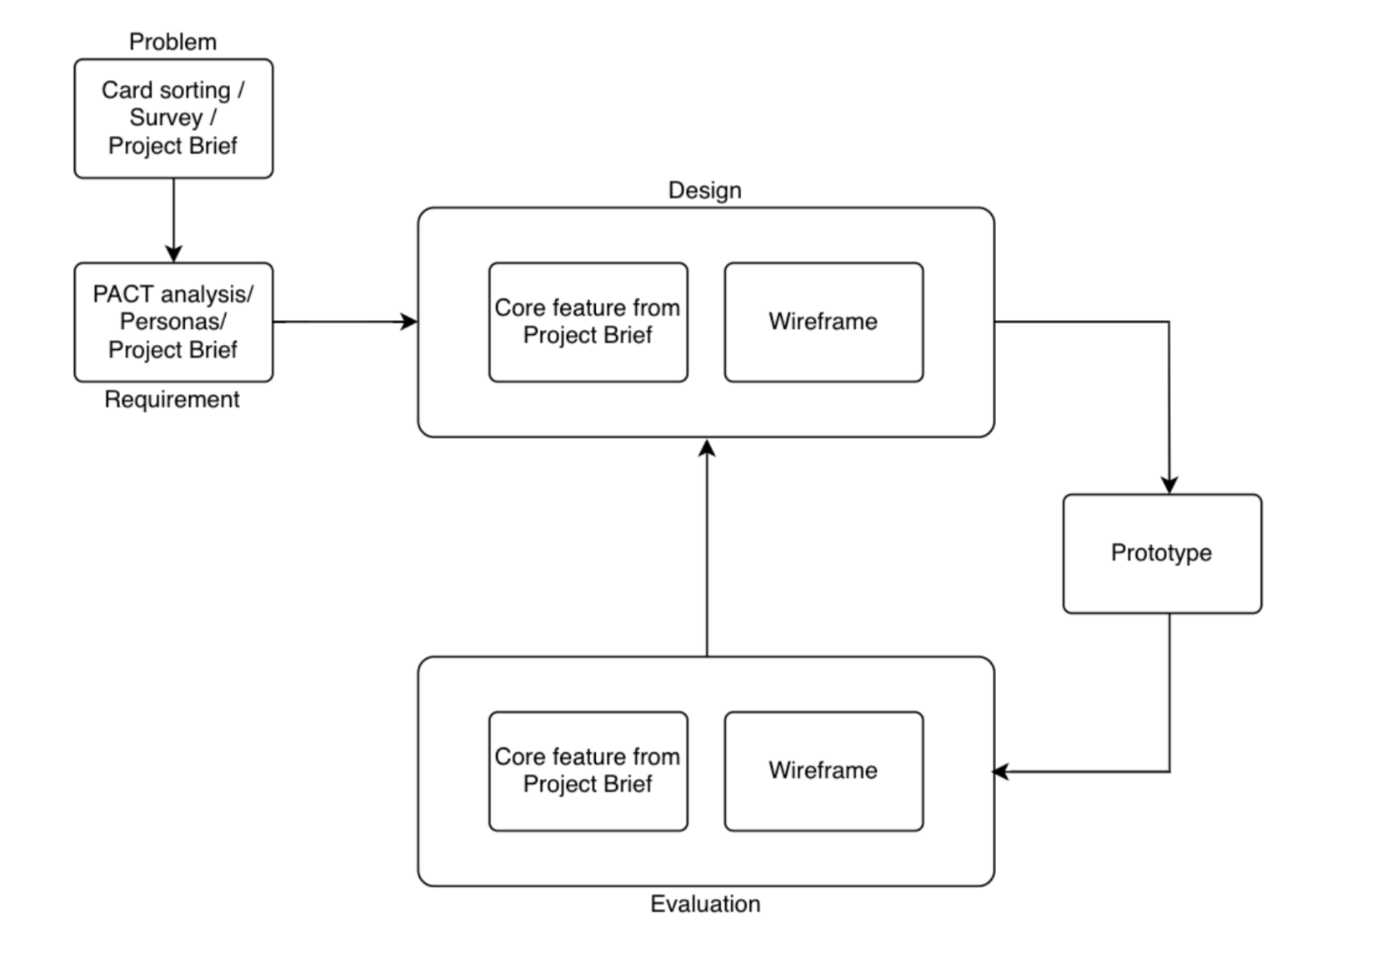 Problem
Card sorting /
Survey /
Project Brief
PACT analysis/
Personas/
Project Brief
Requirement
Design
Core feature from
Project Brief
Wireframe
Prototype
Core feature from
Project Brief
Wireframe
Evaluation